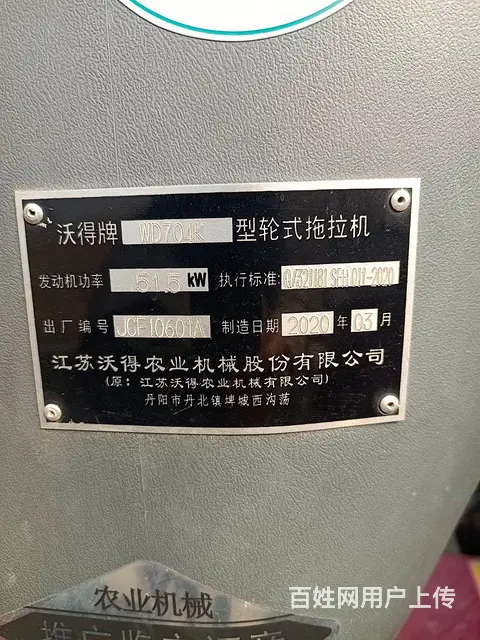 沃得牌 WD704K 型轮式拖拉机
发动机功率 51.5 kW 执行标准: Q/321181 SFH 011-2020
出厂编号 JCF10601A 制造日期 2020 年 03 月
江苏沃得农业机械股份有限公司
(原：江苏沃得农业机械有限公司)
丹阳市丹北镇埤城西沟荡
农业机械
百姓网用户上传